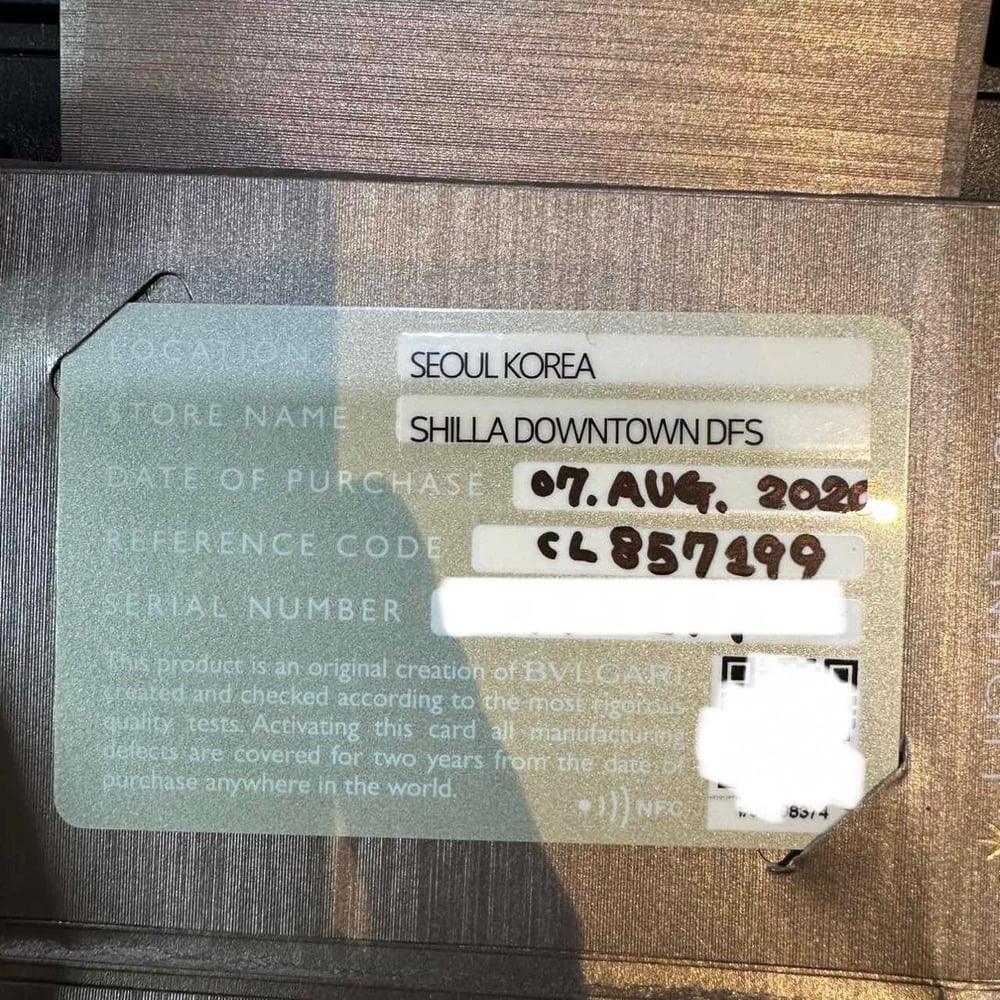 LOCATION SEOUL KOREA
STORE NAME SHILLA DOWNTOWN DFS
DATE OF PURCHASE 07. AUG. 2020
REFERENCE CODE CL 857199
SERIAL NUMBER
This product is an original creation of BVLGARI
created and checked according to the most rigorous
quality tests. Activating this card all manufacturing
defects are covered for two years from the date of
purchase anywhere in the world.
NFC